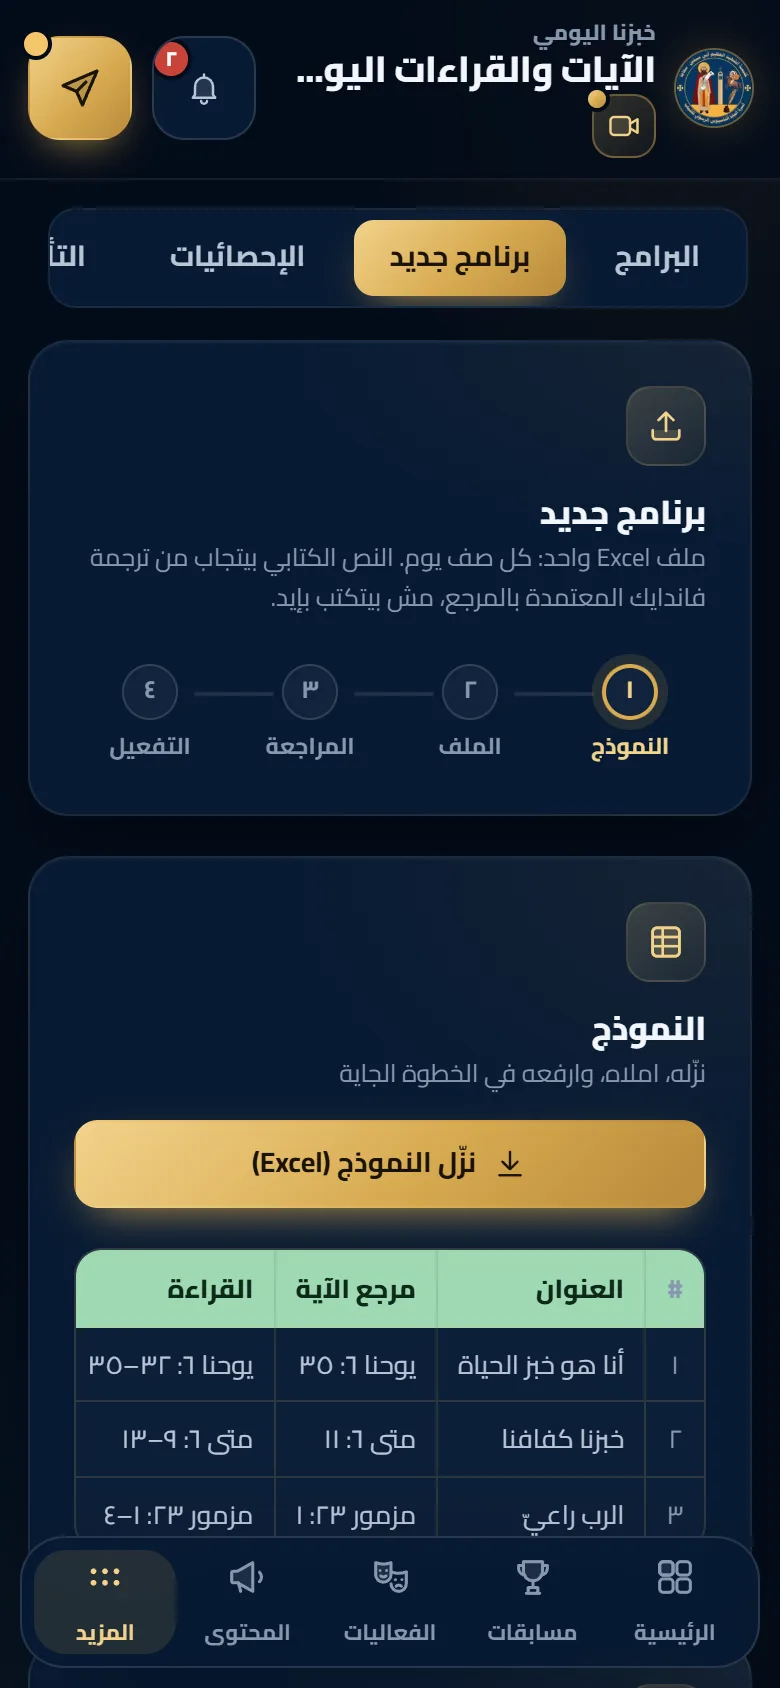 خبزنا اليومي
الآيات والقراءات اليو...
٢
البرامج
برنامج جديد
الإحصائيات
برنامج جديد
ملف Excel واحد: كل صف يوم. النص الكتابي بيتجاب من ترجمة
فاندايك المعتمدة بالمرجع، مش بيتكتب بإيد.
١ ٢ ٣ ٤
النموذج الملف المراجعة التفعيل
النموذج
نزّله، املاه، وارفعه في الخطوة الجاية
نزّل النموذج (Excel)
# العنوان مرجع الآية القراءة
١ أنا هو خبز الحياة يوحنا ٦: ٣٥ يوحنا ٦: ٣٢–٣٥
٢ خبزنا كفافنا متى ٦: ١١ متى ٦: ٩–١٣
٣ الرب راعيّ مزمور ٢٣: ١ مزمور ٢٣: ١–٤
الرئيسية مسابقات الفعاليات المحتوى المزيد